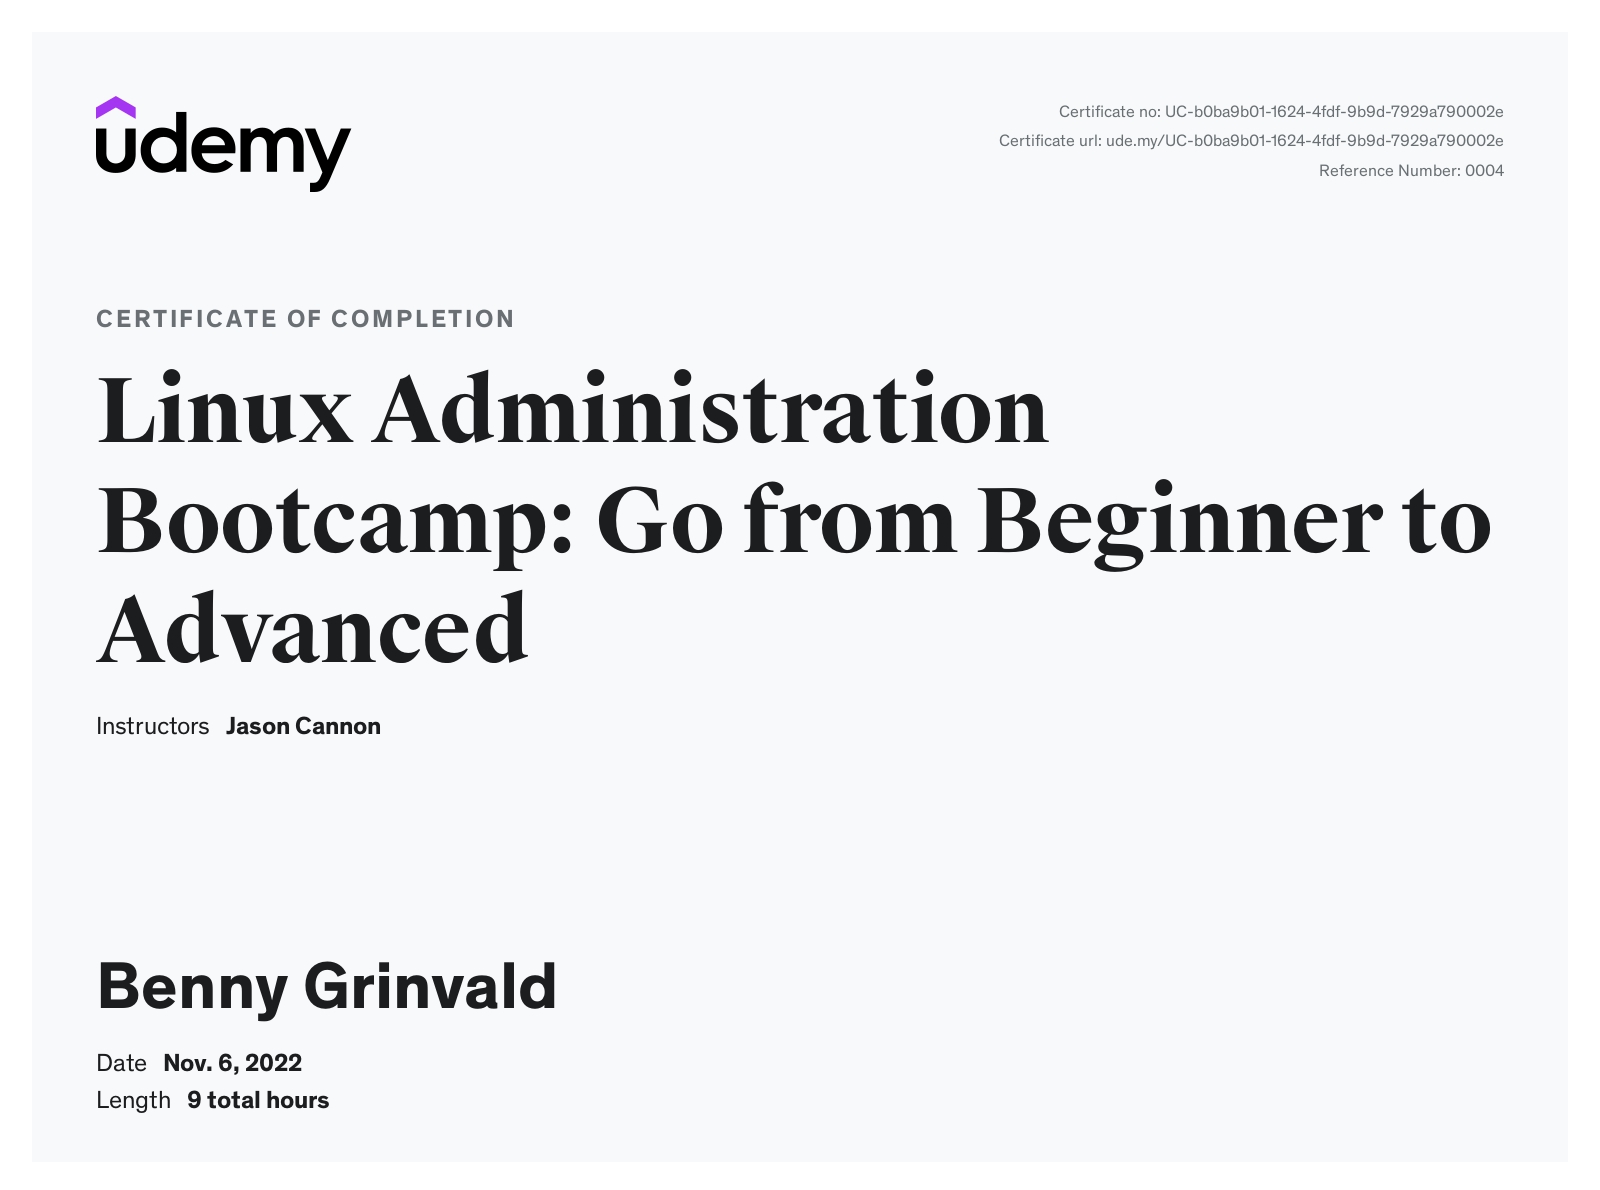 udemy
Certificate no: UC-b0ba9b01-1624-4fdf-9b9d-7929a790002e
Certificate url: ude.my/UC-b0ba9b01-1624-4fdf-9b9d-7929a790002e
Reference Number: 0004
CERTIFICATE OF COMPLETION
Linux Administration
Bootcamp: Go from Beginner to
Advanced
Instructors Jason Cannon
Benny Grinvald
Date Nov. 6, 2022
Length 9 total hours